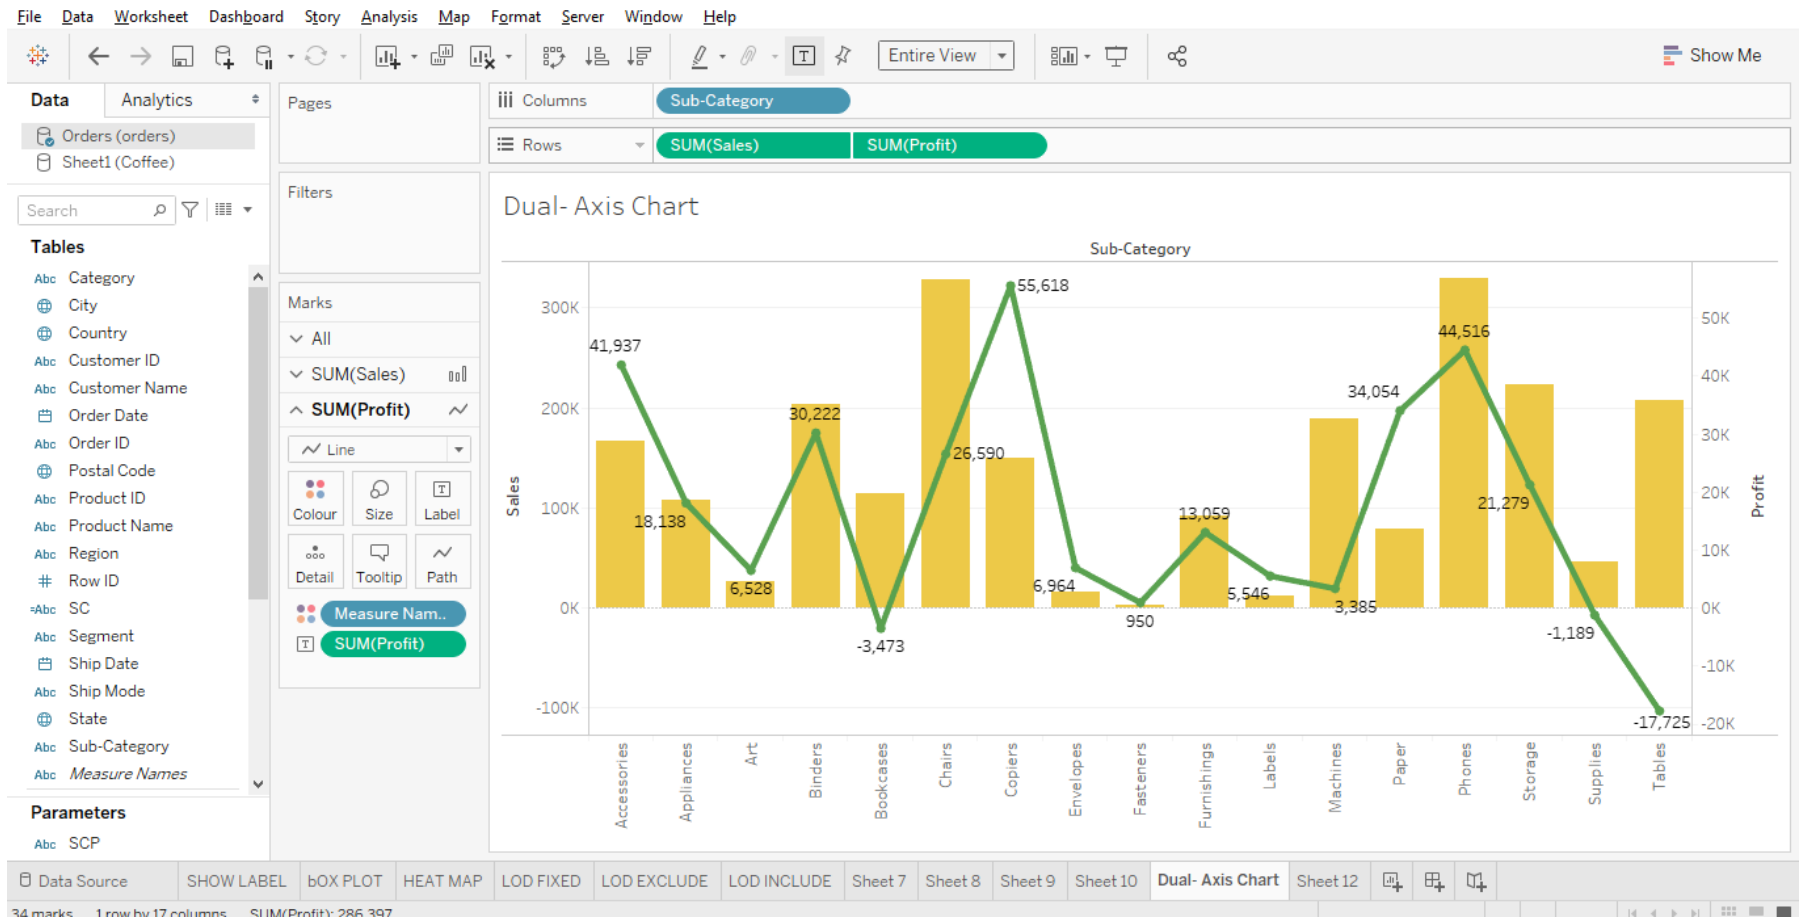 File Data Worksheet Dashboard Story Analysis Map Format Server Window Help
Entire View
Show Me
Data Analytics
Orders (orders)
Sheet1 (Coffee)
Search
Tables
Abc Category
City
Country
Abc Customer ID
Abc Customer Name
Order Date
Abc Order ID
Postal Code
Abc Product ID
Abc Product Name
Abc Region
# Row ID
=Abc SC
Abc Segment
Ship Date
Abc Ship Mode
State
Abc Sub-Category
Abc Measure Names
Parameters
Abc SCP
Pages
Filters
Marks
All
SUM(Sales)
SUM(Profit)
Line
Colour Size Label
Detail Tooltip Path
Measure Nam..
T SUM(Profit)
Columns Sub-Category
Rows SUM(Sales) SUM(Profit)
Dual- Axis Chart
Sub-Category
Sales
300K
200K
100K
0K
-100K
41,937
18,138
6,528
30,222
-3,473
26,590
55,618
6,964
950
13,059
5,546
3,385
34,054
44,516
21,279
-1,189
-17,725
50K
40K
30K
20K
10K
0K
-10K
-20K
Profit
Accessories
Appliances
Art
Binders
Bookcases
Chairs
Copiers
Envelopes
Fasteners
Furnishings
Labels
Machines
Paper
Phones
Storage
Supplies
Tables
Data Source SHOW LABEL bOX PLOT HEAT MAP LOD FIXED LOD EXCLUDE LOD INCLUDE Sheet 7 Sheet 8 Sheet 9 Sheet 10 Dual- Axis Chart Sheet 12
34 marks 1 row by 17 columns SUM(Profit): 286,397